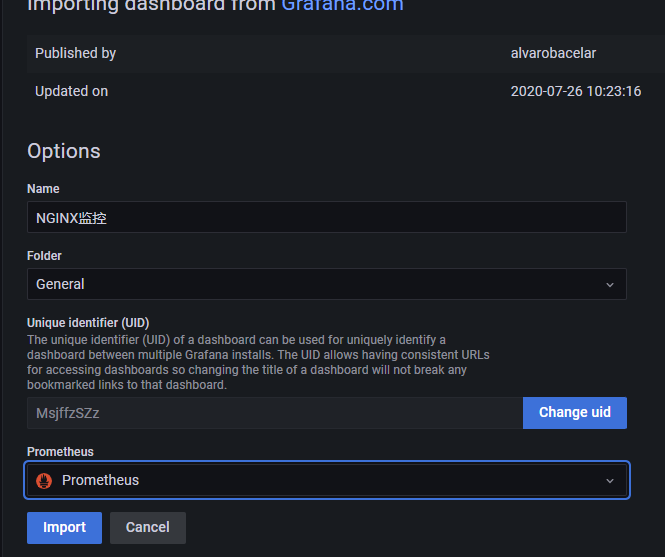 Importing dashboard from Grafana.com
Published by alvarobacelar
Updated on 2020-07-26 10:23:16
Options
Name
NGINX监控
Folder
General
Unique identifier (UID)
The unique identifier (UID) of a dashboard can be used for uniquely identify a
dashboard between multiple Grafana installs. The UID allows having consistent URLs
for accessing dashboards so changing the title of a dashboard will not break any
bookmarked links to that dashboard.
MsjffzSZz Change uid
Prometheus
Prometheus
Import Cancel